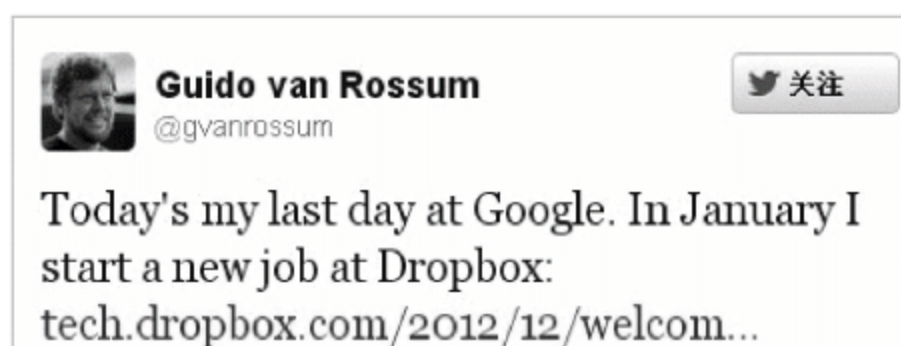 Guido van Rossum
关注
@gvanrossum
Today's my last day at Google. In January I
start a new job at Dropbox:
tech.dropbox.com/2012/12/welcom...